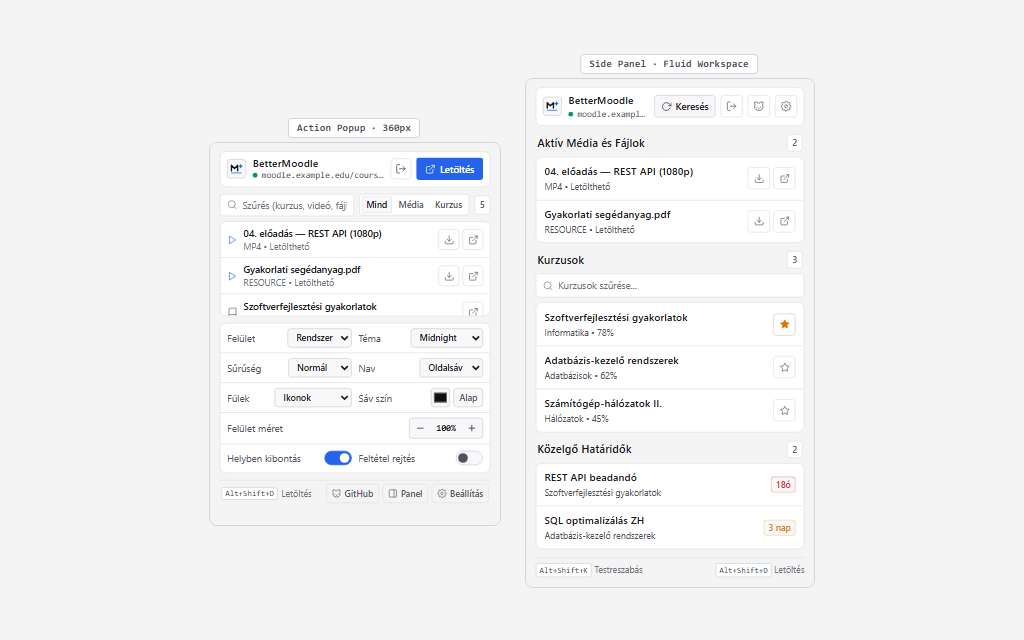 Action Popup · 360px
M+
BetterMoodle
moodle.example.edu/cours…
Letöltés
Szűrés (kurzus, videó, fájl
Mind
Média
Kurzus
5
04. előadás — REST API (1080p)
MP4 • Letölthető
Gyakorlati segédanyag.pdf
RESOURCE • Letölthető
Szoftverfejlesztési gyakorlatok
Felület
Rendszer
Téma
Midnight
Sűrűség
Normál
Nav
Oldalsáv
Fülek
Ikonok
Sáv szín
Alap
Felület méret
− 100% +
Helyben kibontás
Feltétel rejtés
Alt+Shift+D Letöltés
GitHub
Panel
Beállítás
Side Panel · Fluid Workspace
M+
BetterMoodle
moodle.exampl…
Keresés
Aktív Média és Fájlok
2
04. előadás — REST API (1080p)
MP4 • Letölthető
Gyakorlati segédanyag.pdf
RESOURCE • Letölthető
Kurzusok
3
Kurzusok szűrése...
Szoftverfejlesztési gyakorlatok
Informatika • 78%
Adatbázis-kezelő rendszerek
Adatbázisok • 62%
Számítógép-hálózatok II.
Hálózatok • 45%
Közelgő Határidők
2
REST API beadandó
Szoftverfejlesztési gyakorlatok
18ó
SQL optimalizálás ZH
Adatbázis-kezelő rendszerek
3 nap
Alt+Shift+K Testreszabás
Alt+Shift+D Letöltés